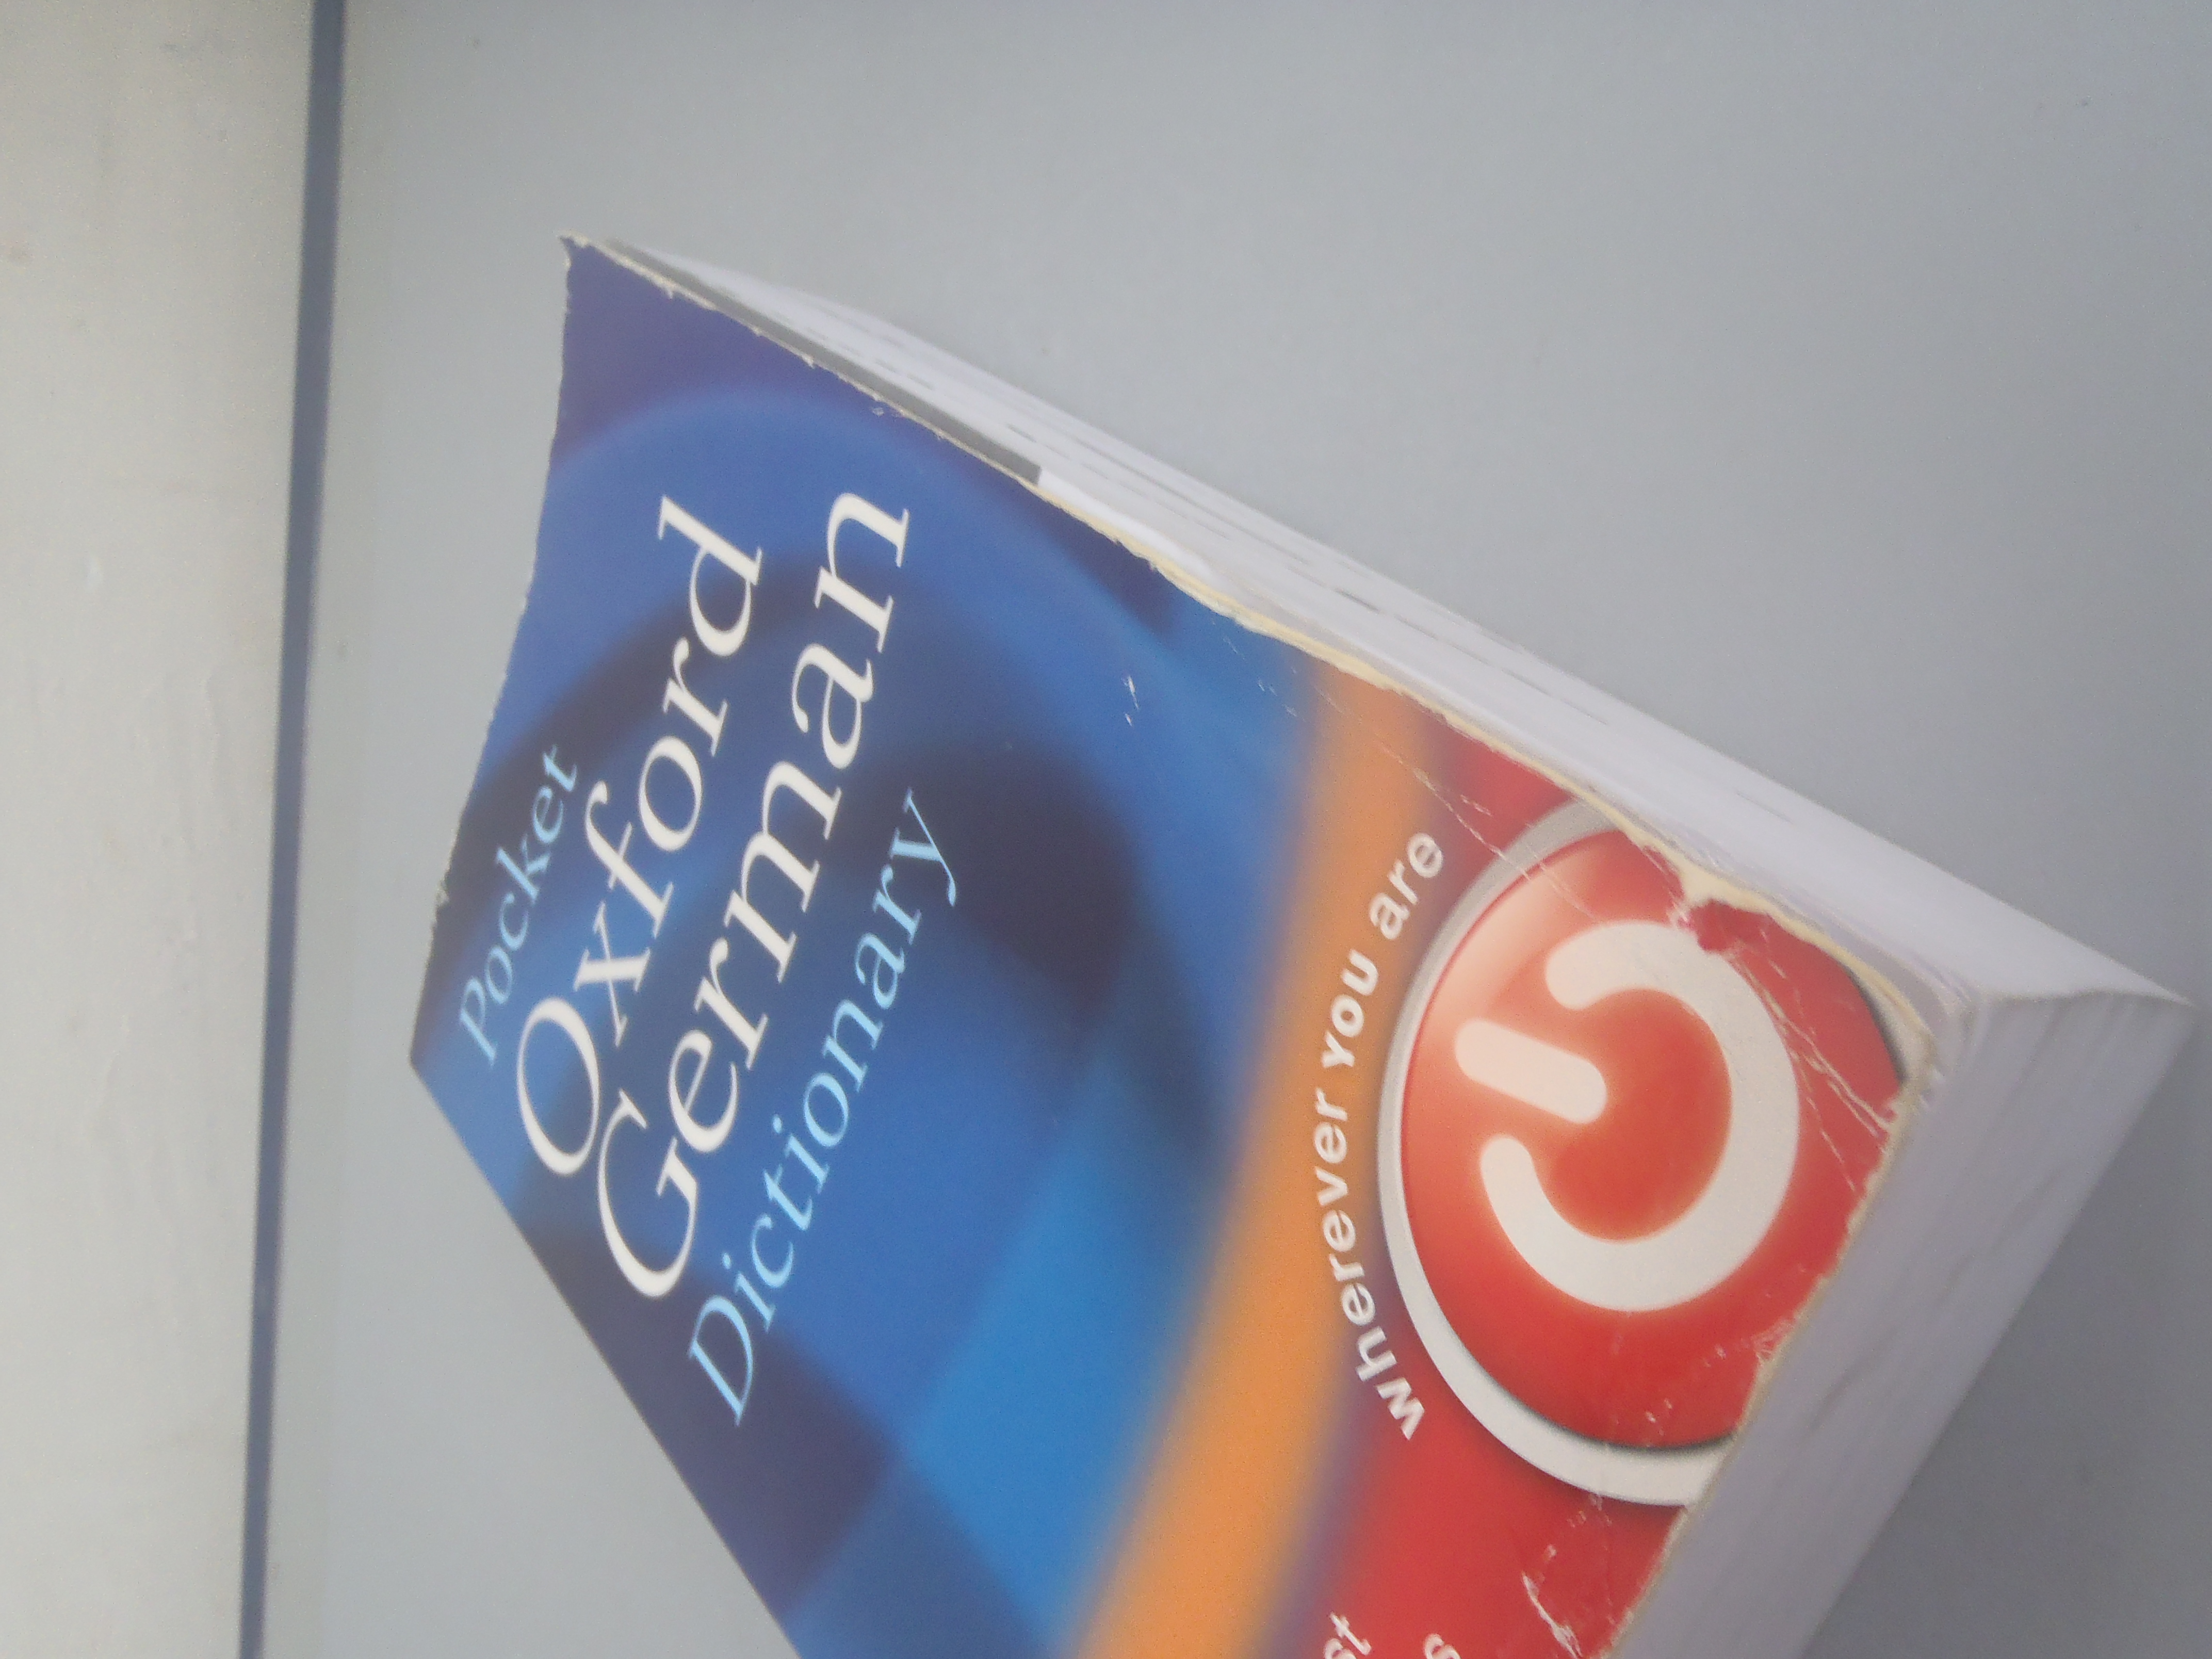 Pocket
Oxford
German
Dictionary
wherever you are